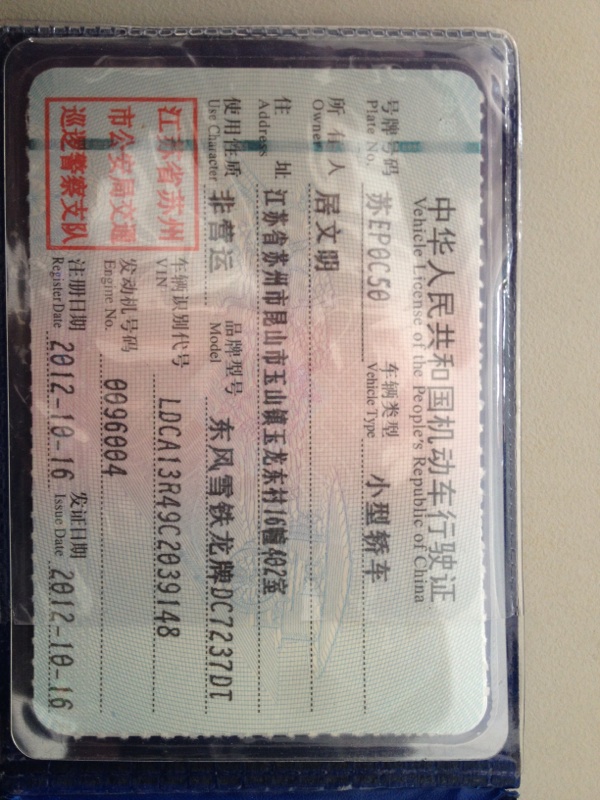 中华人民共和国机动车行驶证
Vehicle License of the People's Republic of China
号牌号码 苏EP0C50 车辆类型 小型轿车
Plate No. Vehicle Type
所有人 居文明
Owner
住址 江苏省苏州市昆山市玉山镇玉龙东村16幢402室
Address
使用性质 非营运 品牌型号 东风雪铁龙牌DC7237DT
Use Character Model
江苏省苏州
市公安局交通
巡逻警察支队
车辆识别代号 LDCA13R49C2039148
VIN
发动机号码 0096004
Engine No.
注册日期 2012-10-16 发证日期 2012-10-16
Register Date Issue Date